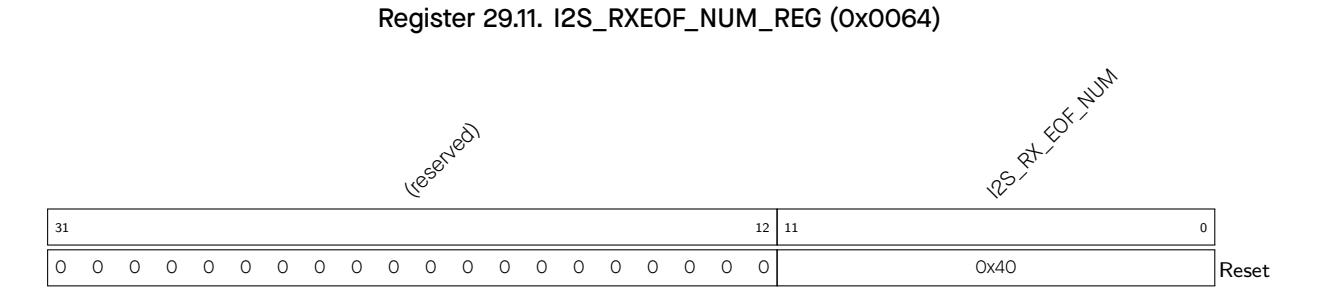 Register 29.11. I2S_RXEOF_NUM_REG (0x0064)
(reserved)
I2S_RX_EOF_NUM
31 12 11 0
0 0 0 0 0 0 0 0 0 0 0 0 0 0 0 0 0 0 0 0 0x40 Reset